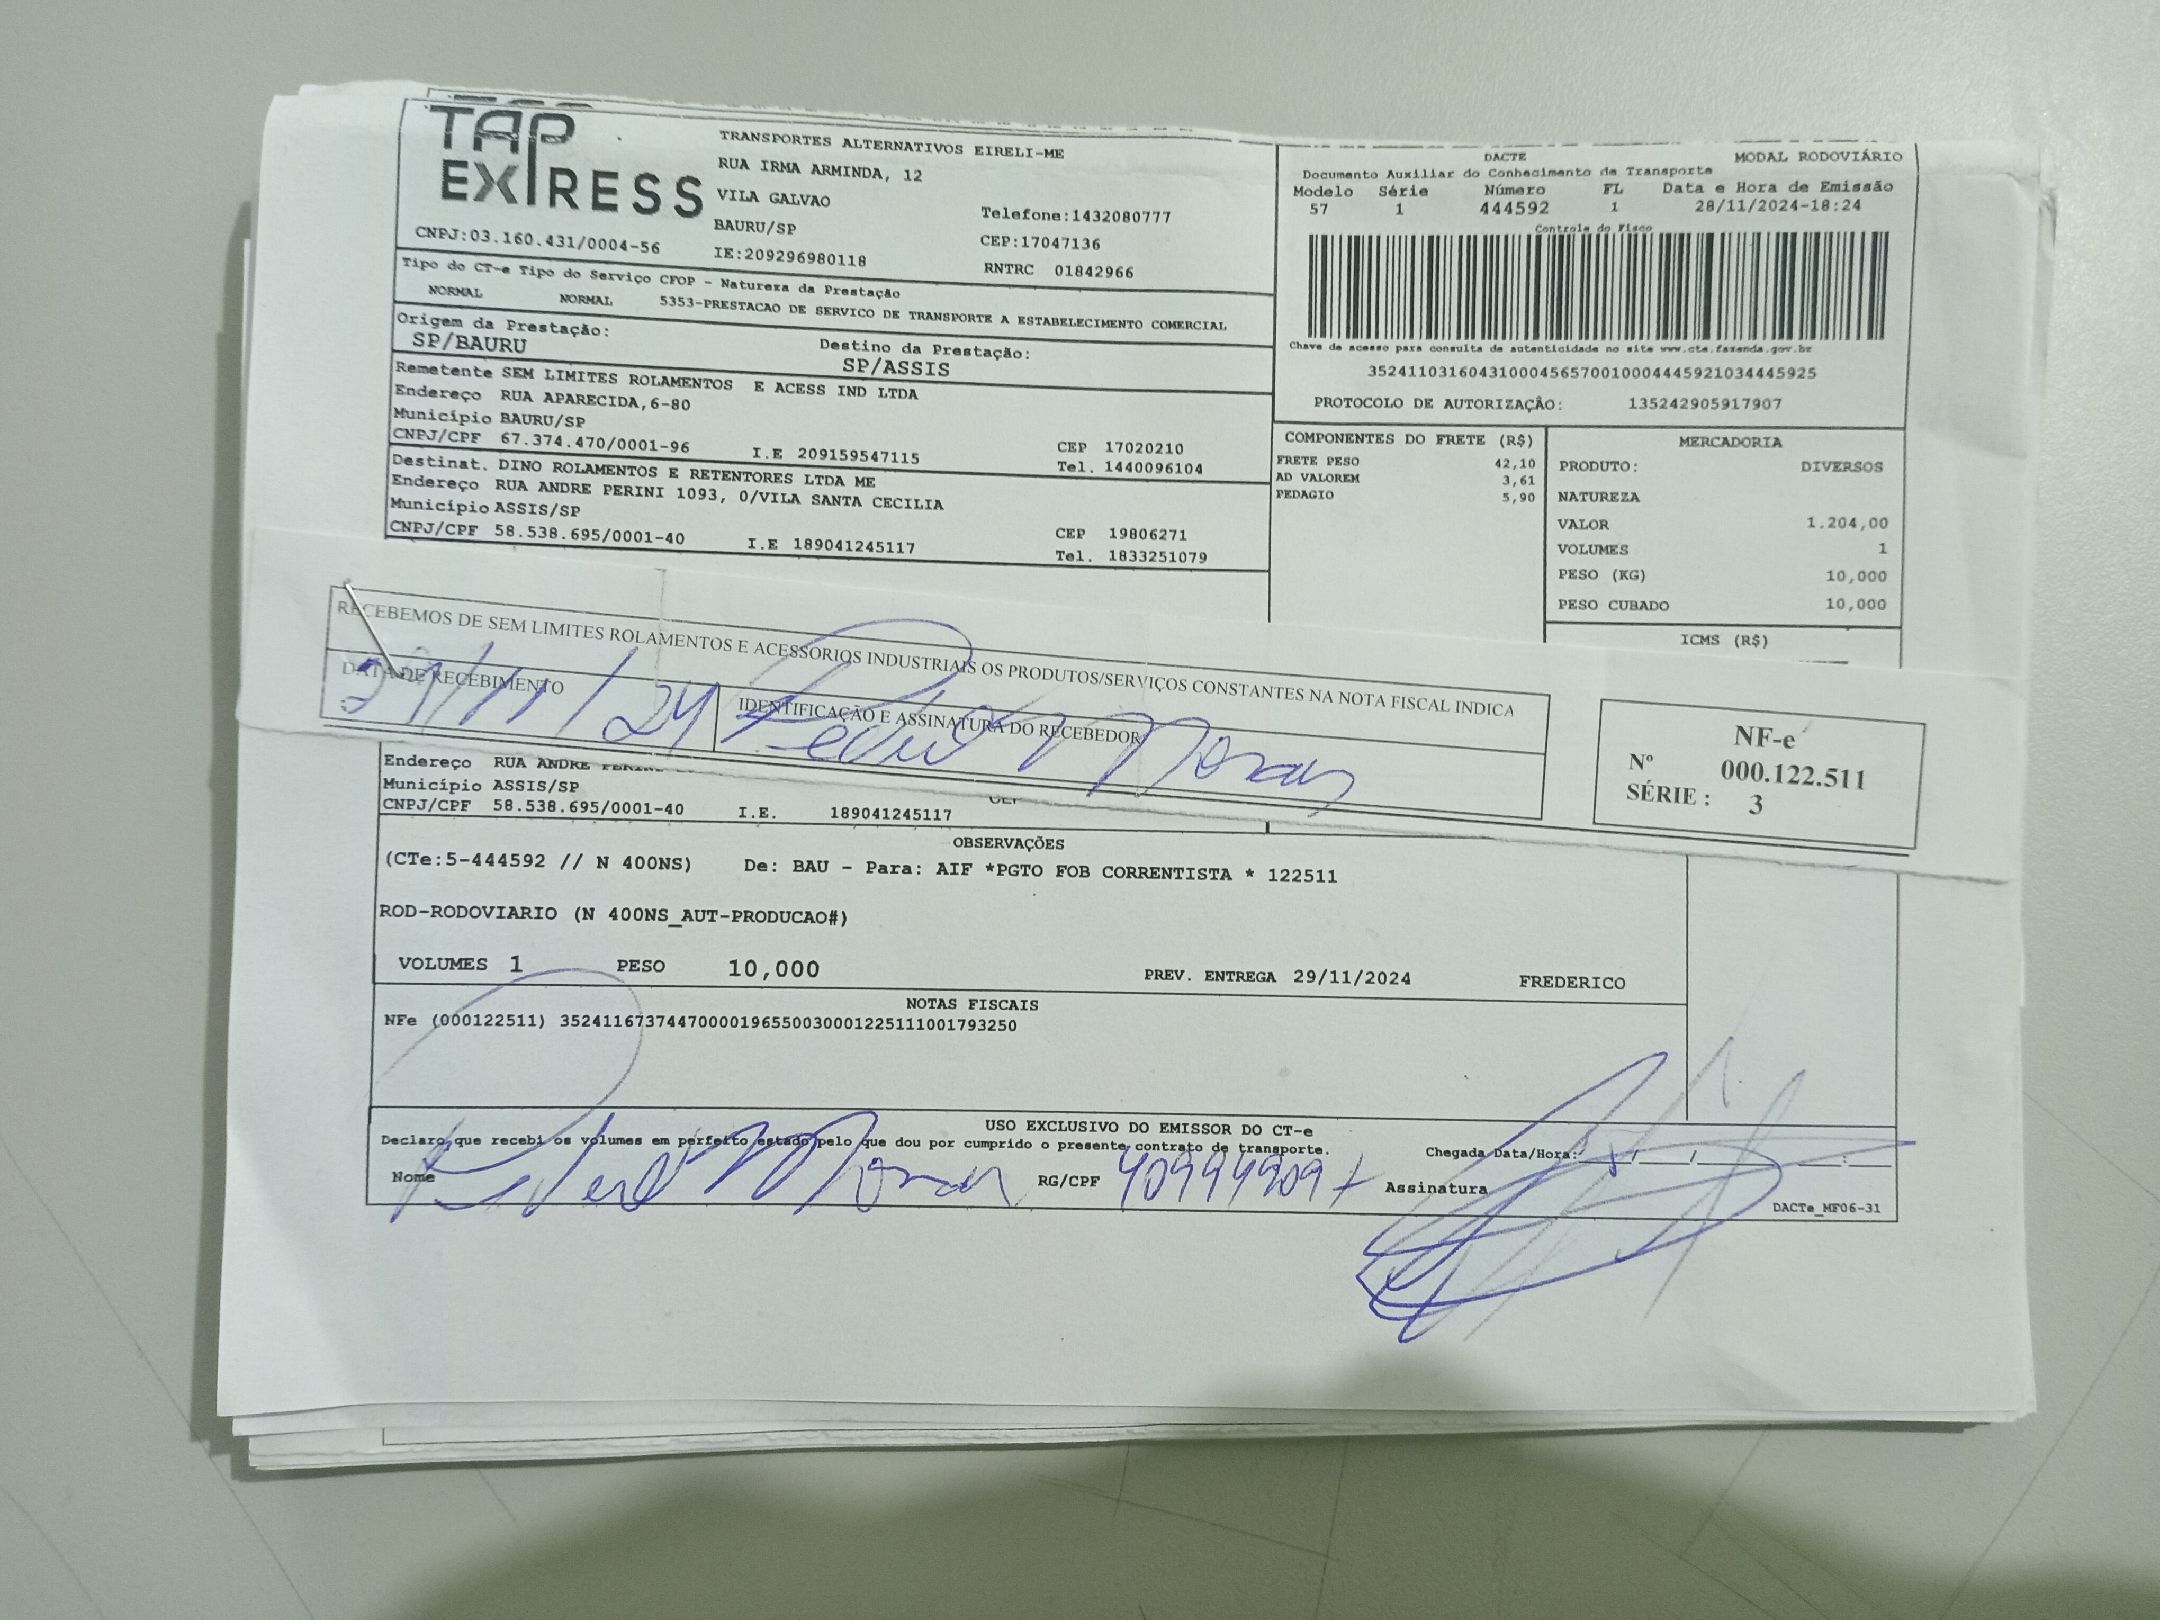 TAP EXPRESS
TRANSPORTES ALTERNATIVOS EIRELI-ME
RUA IRMA ARMINDA, 12
VILA GALVAO
BAURU/SP
Telefone:1432080777
CEP:17047136
CNPJ:03.160.431/0004-56
IE:209296980118
RNTRC 01842966
Tipo do CT-e Tipo do Serviço CFOP - Natureza da Prestação
NORMAL NORMAL 5353-PRESTACAO DE SERVICO DE TRANSPORTE A ESTABELECIMENTO COMERCIAL
Origem da Prestação: Destino da Prestação:
SP/BAURU SP/ASSIS
Remetente SEM LIMITES ROLAMENTOS E ACESS IND LTDA
Endereço RUA APARECIDA,6-80
Município BAURU/SP CEP 17020210
CNPJ/CPF 67.374.470/0001-96 I.E 209159547115 Tel. 1440096104
Destinat. DINO ROLAMENTOS E RETENTORES LTDA ME
Endereço RUA ANDRE PERINI 1093, 0/VILA SANTA CECILIA
Município ASSIS/SP CEP 19806271
CNPJ/CPF 58.538.695/0001-40 I.E 189041245117 Tel. 1833251079
DACTE MODAL RODOVIÁRIO
Documento Auxiliar do Conhecimento de Transporte
Modelo Série Número FL Data e Hora de Emissão
57 1 444592 1 28/11/2024-18:24
Controle do Fisco
Chave de acesso para consulta de autenticidade no site www.cte.fazenda.gov.br
35241103160431000456570010004445921034445925
PROTOCOLO DE AUTORIZAÇÃO: 135242905917907
COMPONENTES DO FRETE (R$)
FRETE PESO 42,10
AD VALOREM 3,61
PEDAGIO 5,90
MERCADORIA
PRODUTO: DIVERSOS
NATUREZA
VALOR 1.204,00
VOLUMES 1
PESO (KG) 10,000
PESO CUBADO 10,000
ICMS (R$)
RECEBEMOS DE SEM LIMITES ROLAMENTOS E ACESSORIOS INDUSTRIAIS OS PRODUTOS/SERVIÇOS CONSTANTES NA NOTA FISCAL INDICA
DATA DE RECEBIMENTO IDENTIFICAÇÃO E ASSINATURA DO RECEBEDOR
29/11/24 Pedro
NF-e
Nº 000.122.511
SÉRIE : 3
Endereço RUA ANDRE
Município ASSIS/SP
CNPJ/CPF 58.538.695/0001-40 I.E. 189041245117
OBSERVAÇÕES
(CTe:5-444592 // N 400NS) De: BAU - Para: AIF *PGTO FOB CORRENTISTA * 122511
ROD-RODOVIARIO (N 400NS_AUT-PRODUCAO#)
VOLUMES 1 PESO 10,000 PREV. ENTREGA 29/11/2024 FREDERICO
NOTAS FISCAIS
NFe (000122511) 35241167374470000196550030001225111001793250
USO EXCLUSIVO DO EMISSOR DO CT-e
Declaro que recebi os volumes em perfeito estado pelo que dou por cumprido o presente contrato de transporte. Chegada Data/Hora:
Nome Pedro RG/CPF Assinatura
DACTe_MF06-31